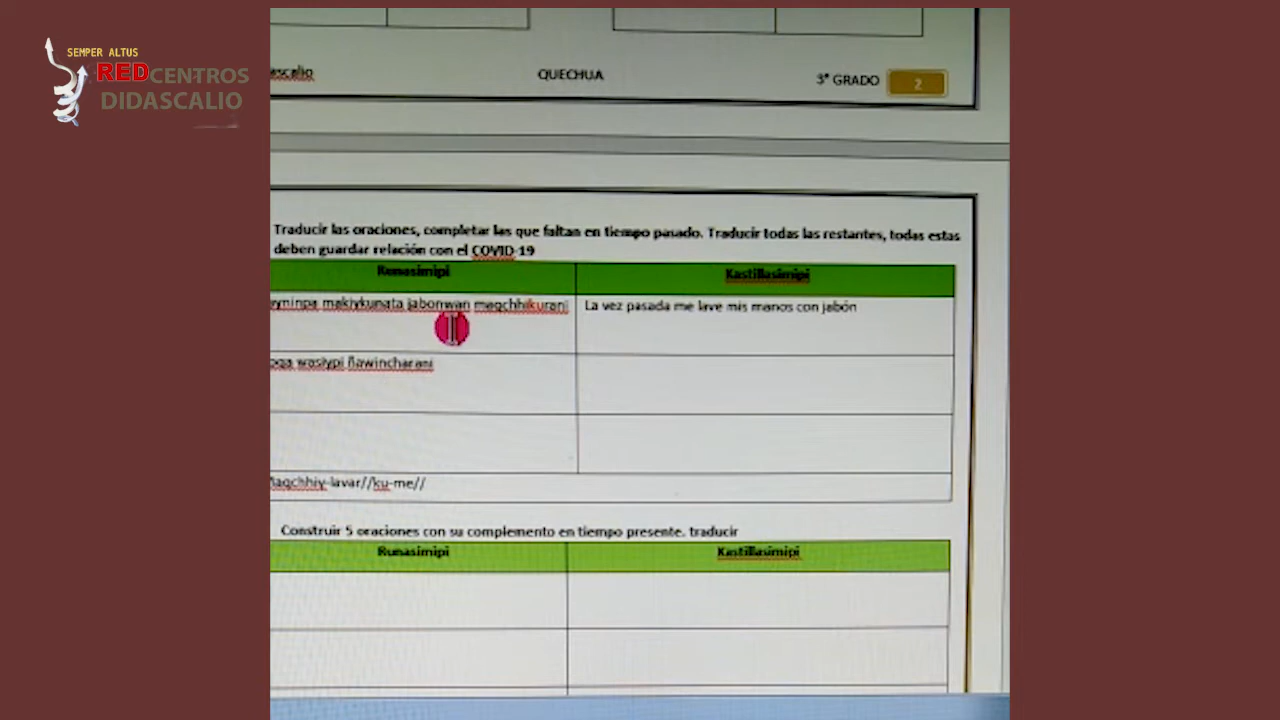 SEMPER ALTUS
REDCENTROS
DIDASCALIO
QUECHUA
3° GRADO
2
Traducir las oraciones, completar las que faltan en tiempo pasado. Traducir todas las restantes, todas estas
deben guardar relación con el COVID-19
Runasimipi
Kastillasimipi
makiykunata jabonwan maqchhikurani
La vez pasada me lave mis manos con jabón
wasiypi ñawincharani
-lavar//ku-me//
Construir 5 oraciones con su complemento en tiempo presente. traducir
Runasimipi
Kastillasimipi